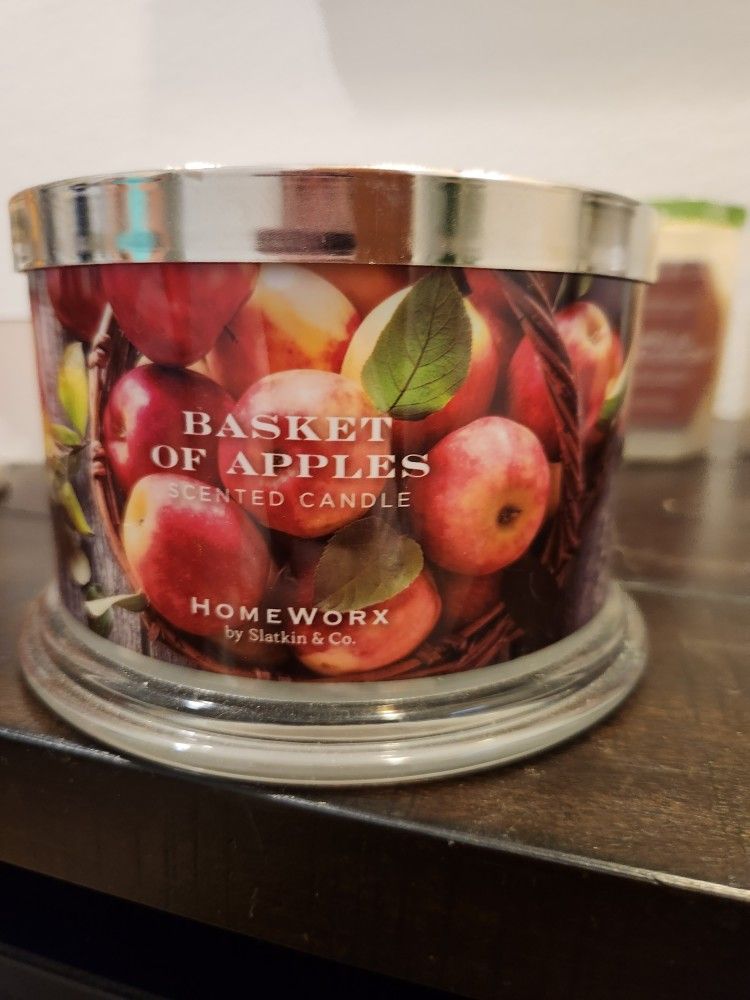 BASKET
OF APPLES
SCENTED CANDLE
HOMEWORX
by Slatkin & Co.